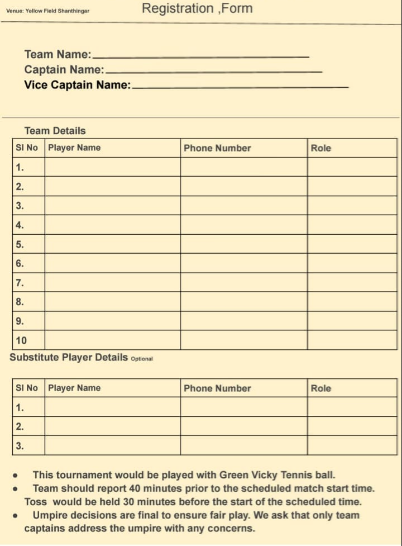 Venue: Yellow Field Shanthingar
Registration ,Form
Team Name:
Captain Name:
Vice Captain Name:
Team Details
SI No Player Name Phone Number Role
1.
2.
3.
4.
5.
6.
7.
8.
9.
10
Substitute Player Details Optional
SI No Player Name Phone Number Role
1.
2.
3.
• This tournament would be played with Green Vicky Tennis ball.
• Team should report 40 minutes prior to the scheduled match start time.
Toss would be held 30 minutes before the start of the scheduled time.
• Umpire decisions are final to ensure fair play. We ask that only team
captains address the umpire with any concerns.